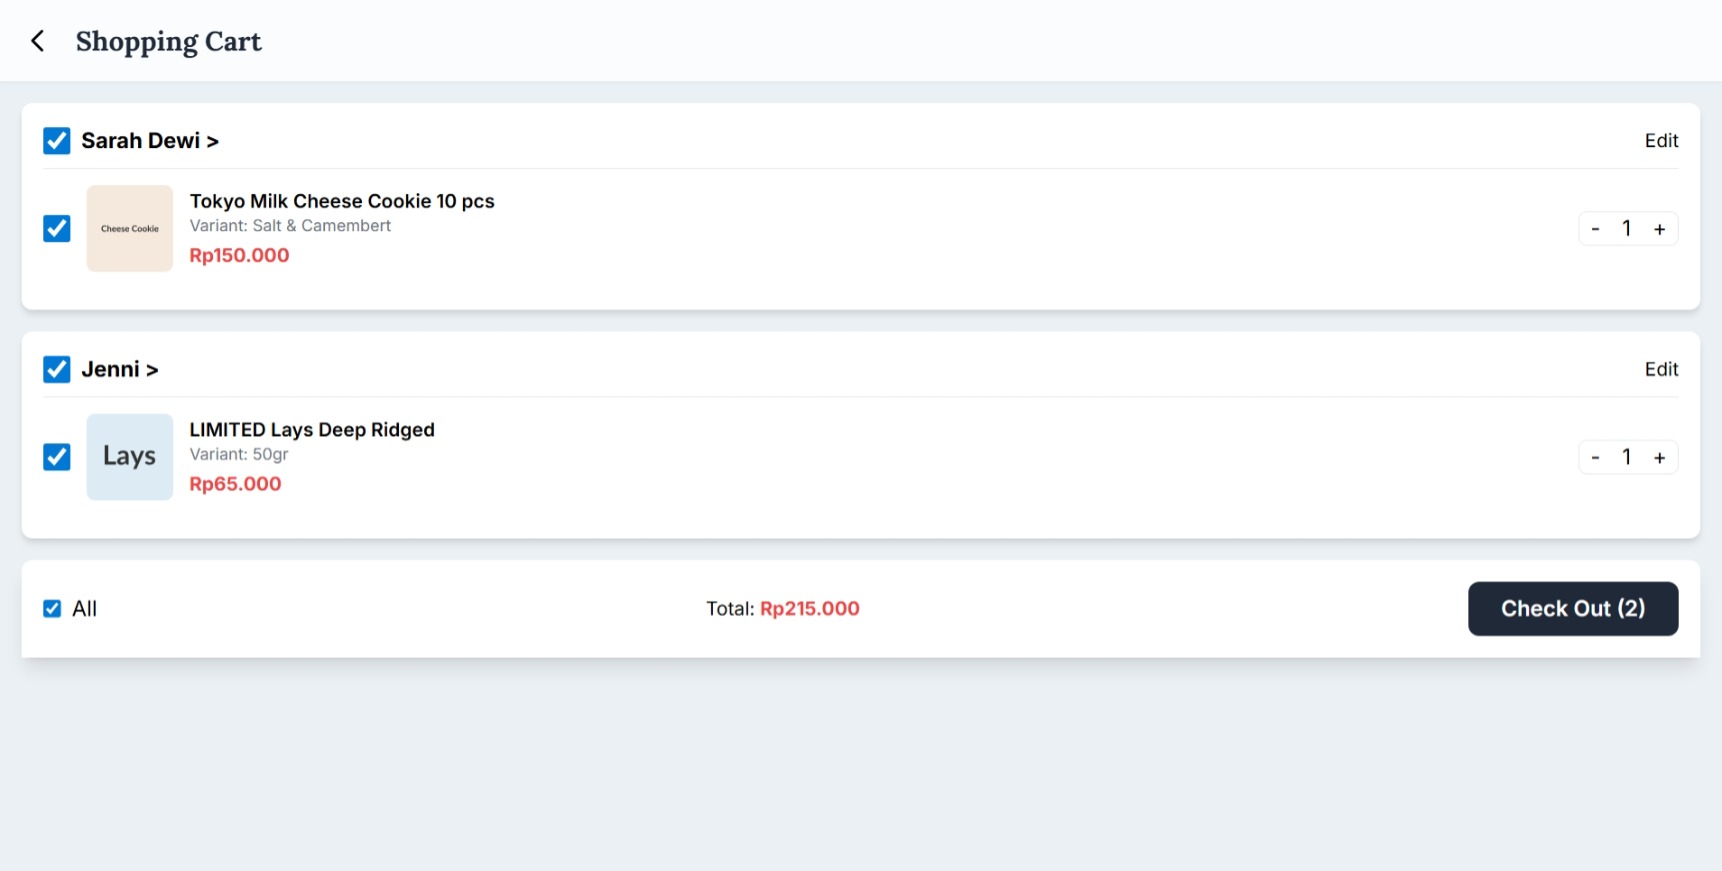 Shopping Cart
Sarah Dewi >
Edit
Cheese Cookie
Tokyo Milk Cheese Cookie 10 pcs
Variant: Salt & Camembert
Rp150.000
- 1 +
Jenni >
Edit
Lays
LIMITED Lays Deep Ridged
Variant: 50gr
Rp65.000
- 1 +
All
Total: Rp215.000
Check Out (2)